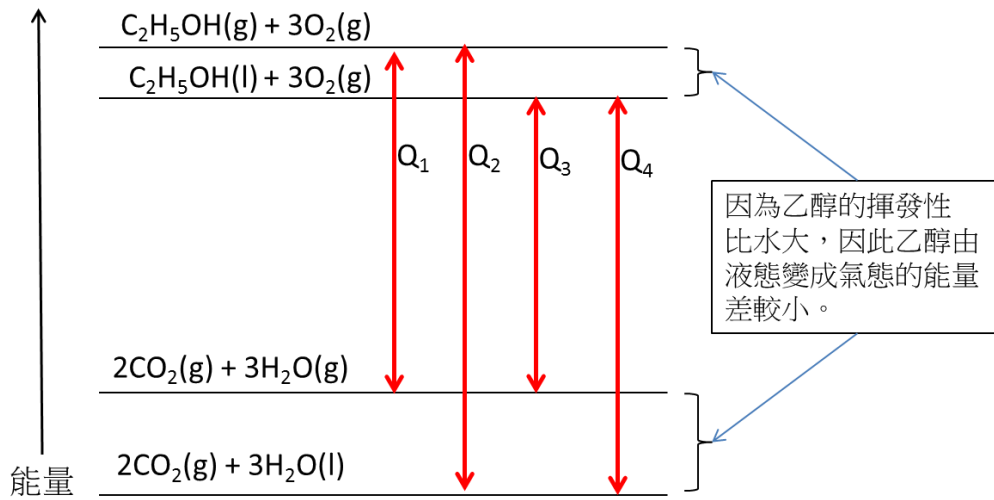 C₂H₅OH(g) + 3O₂(g)
C₂H₅OH(l) + 3O₂(g)
Q₁
Q₂
Q₃
Q₄
因為乙醇的揮發性
比水大，因此乙醇由
液態變成氣態的能量
差較小。
2CO₂(g) + 3H₂O(g)
2CO₂(g) + 3H₂O(l)
能量